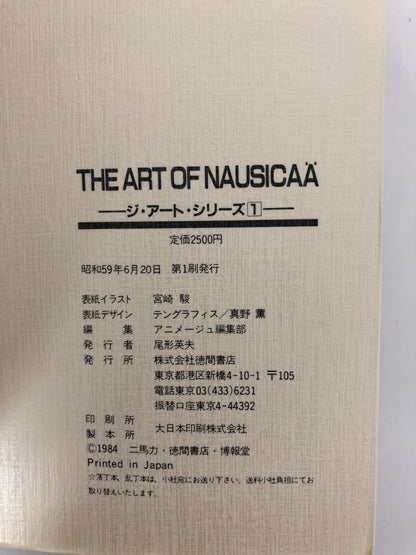 THE ART OF NAUSICAÄ
――ジ・アート・シリーズ1――
定価2500円
昭和59年6月20日 第1刷発行
表紙イラスト 宮崎 駿
表紙デザイン テングラフィス/真野 薫
編集 アニメージュ編集部
発行者 尾形英夫
発行所 株式会社徳間書店
東京都港区新橋4-10-1 〒105
電話東京03(433)6231
振替口座東京4-44392
印刷所
製本所 大日本印刷株式会社
©1984 二馬力・徳間書店・博報堂
Printed in Japan
☆落丁本、乱丁本は、小社宛にお送り下さい。送料小社負担にてお
取り替えいたします。